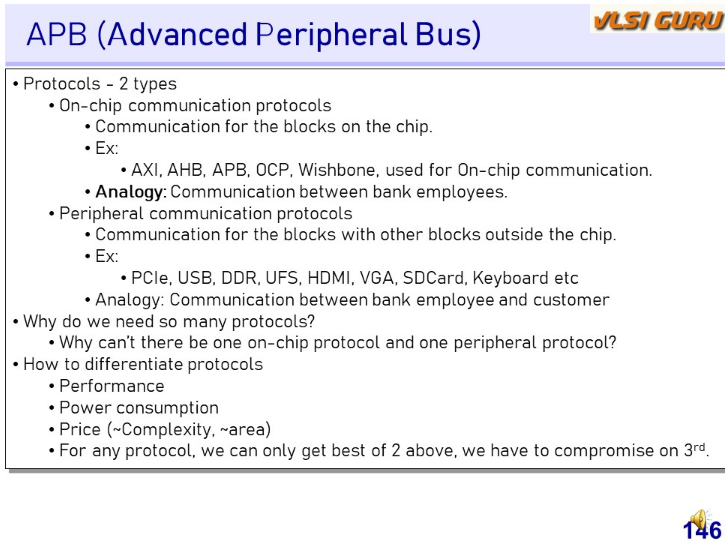 APB (Advanced Peripheral Bus)
VLSI GURU
• Protocols - 2 types
• On-chip communication protocols
• Communication for the blocks on the chip.
• Ex:
• AXI, AHB, APB, OCP, Wishbone, used for On-chip communication.
• Analogy: Communication between bank employees.
• Peripheral communication protocols
• Communication for the blocks with other blocks outside the chip.
• Ex:
• PCIe, USB, DDR, UFS, HDMI, VGA, SDCard, Keyboard etc
• Analogy: Communication between bank employee and customer
• Why do we need so many protocols?
• Why can't there be one on-chip protocol and one peripheral protocol?
• How to differentiate protocols
• Performance
• Power consumption
• Price (~Complexity, ~area)
• For any protocol, we can only get best of 2 above, we have to compromise on 3rd.
146